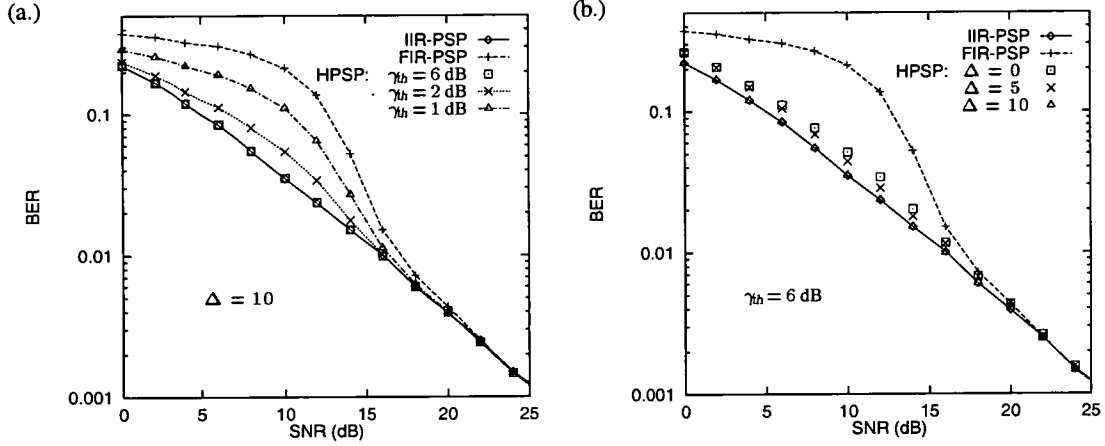 (a.)
IIR-PSP
FIR-PSP
HPSP: γth = 6 dB
γth = 2 dB
γth = 1 dB
0.1
BER
0.01
Δ = 10
0.001
0 5 10 15 20 25
SNR (dB)
(b.)
IIR-PSP
FIR-PSP
HPSP: Δ = 0
Δ = 5
Δ = 10
0.1
BER
0.01
γth = 6 dB
0.001
0 5 10 15 20 25
SNR (dB)